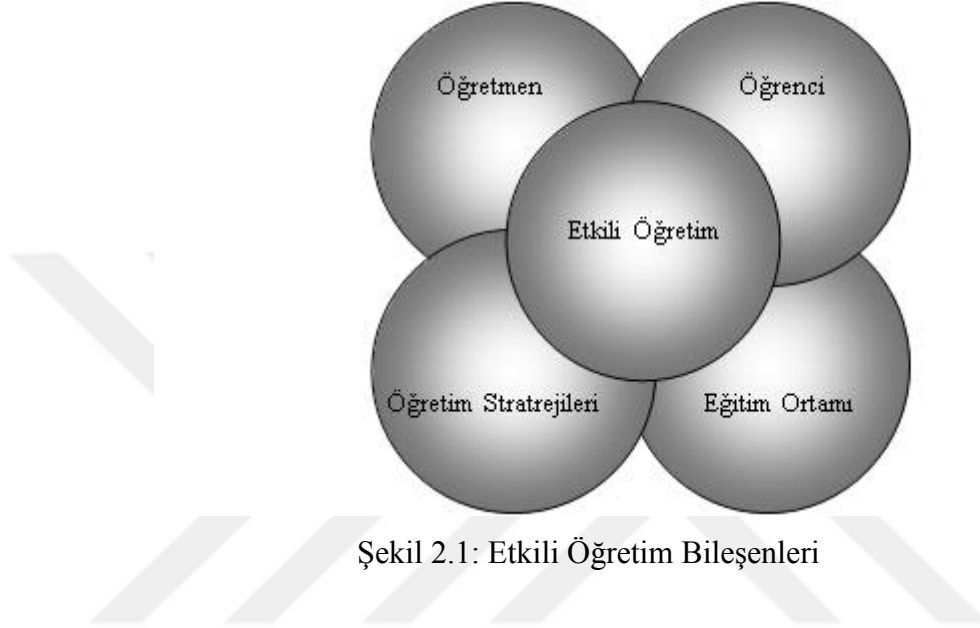 Öğretmen
Öğrenci
Etkili Öğretim
Öğretim Stratrejileri
Eğitim Ortamı
Şekil 2.1: Etkili Öğretim Bileşenleri